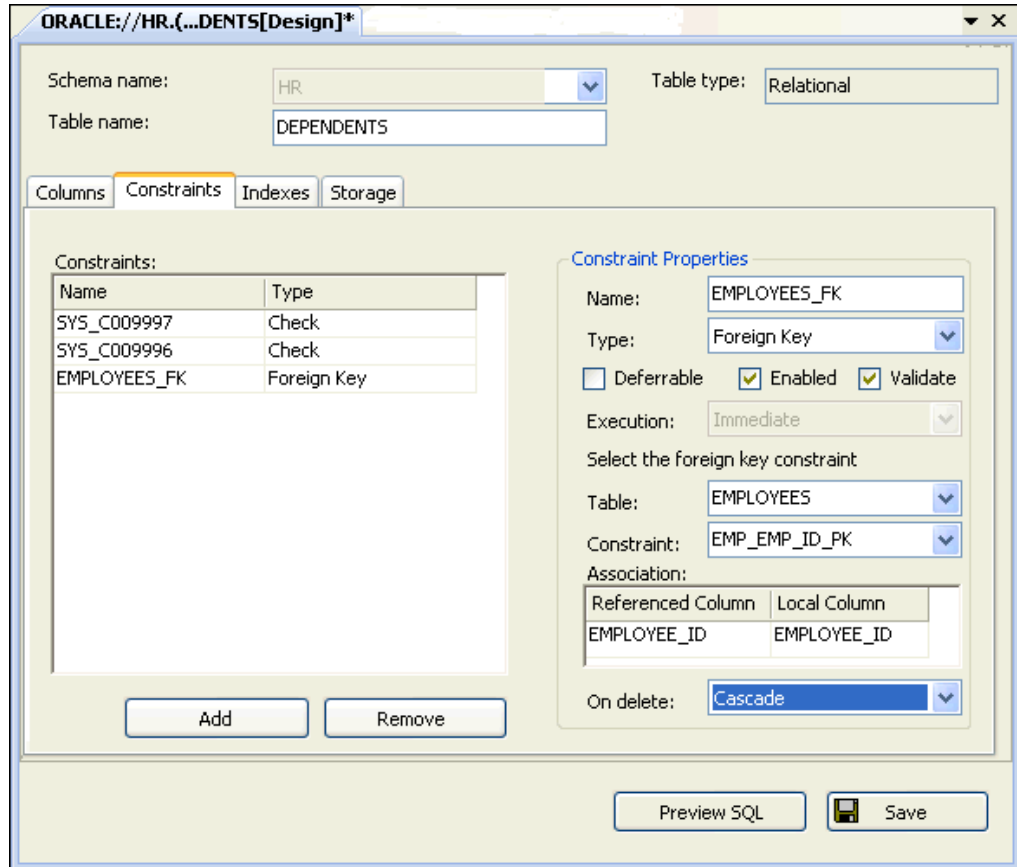 ORACLE://HR.(...DENTS[Design]*
Schema name: HR Table type: Relational
Table name: DEPENDENTS
Columns Constraints Indexes Storage
Constraints:
Name Type
SYS_C009997 Check
SYS_C009996 Check
EMPLOYEES_FK Foreign Key
Add Remove
Constraint Properties
Name: EMPLOYEES_FK
Type: Foreign Key
Deferrable Enabled Validate
Execution: Immediate
Select the foreign key constraint
Table: EMPLOYEES
Constraint: EMP_EMP_ID_PK
Association:
Referenced Column Local Column
EMPLOYEE_ID EMPLOYEE_ID
On delete: Cascade
Preview SQL Save